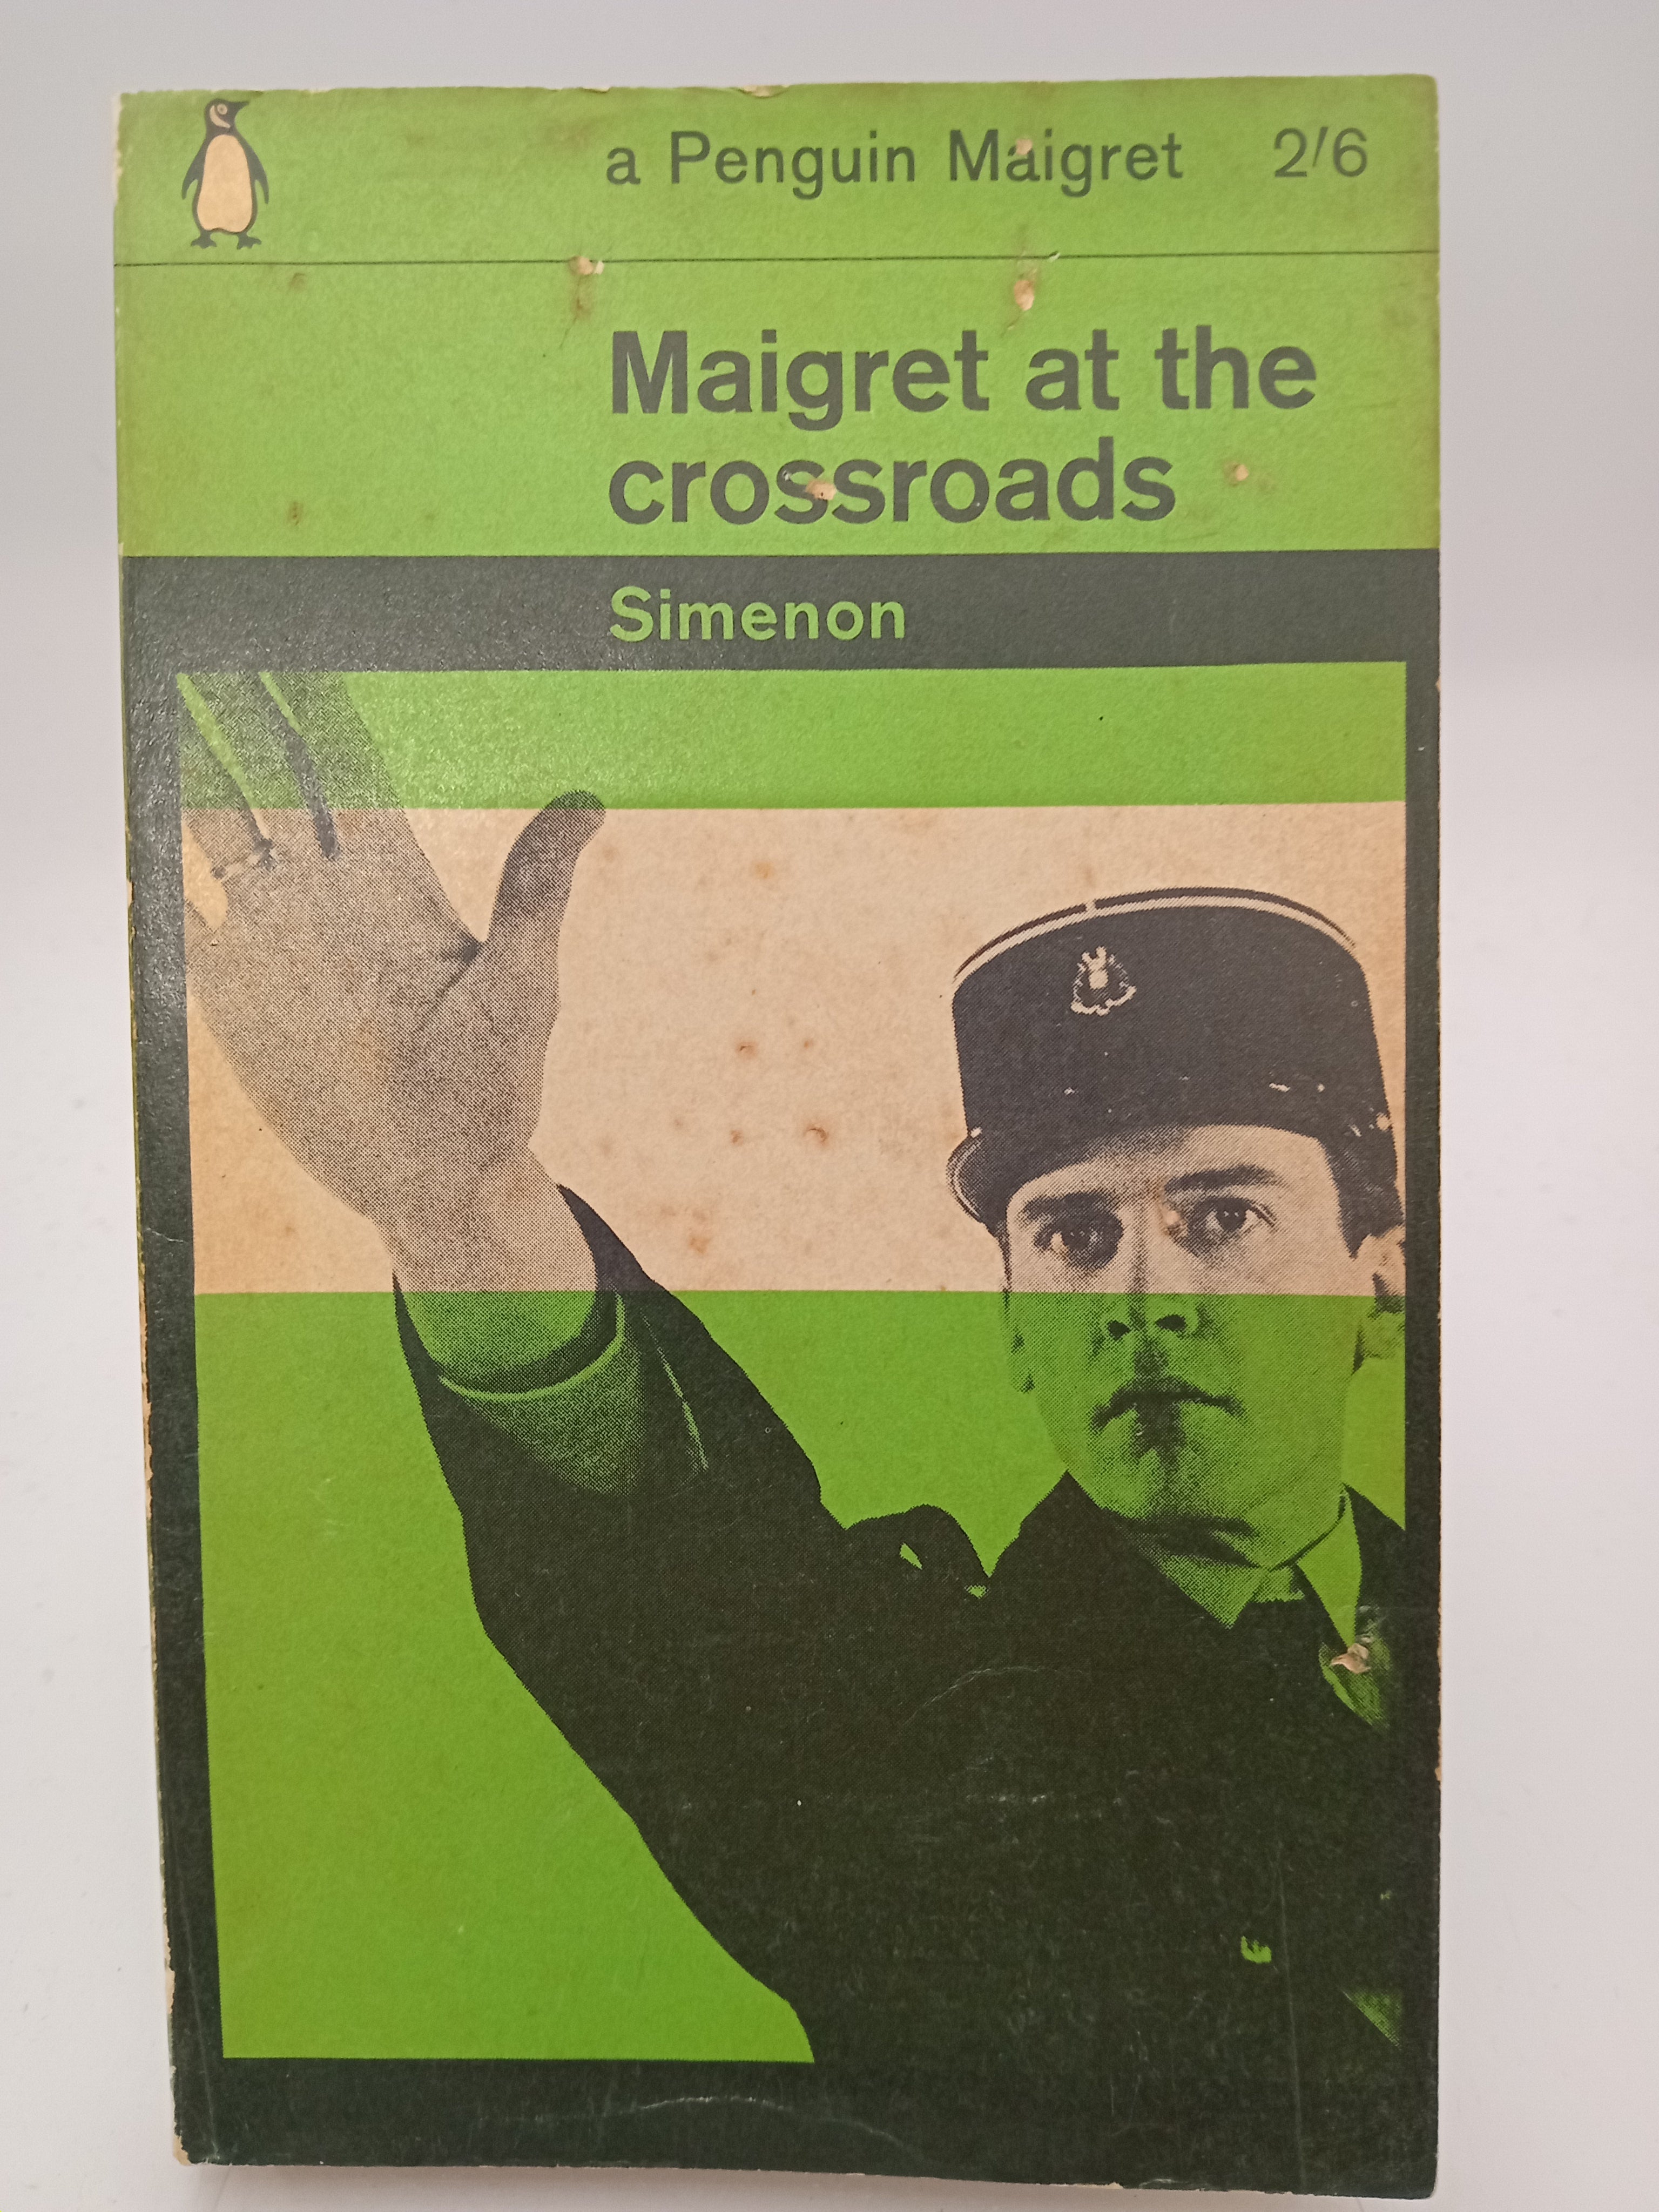 a Penguin Maigret 2/6
Maigret at the
crossroads
Simenon